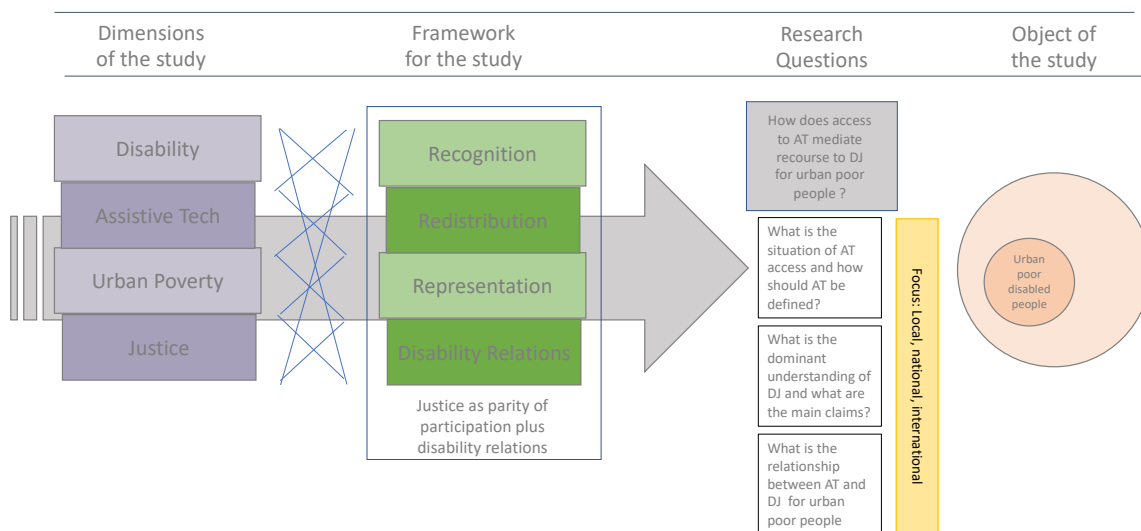 Dimensions
of the study
Framework
for the study
Research
Questions
Object of
the study
Disability
Assistive Tech
Urban Poverty
Justice
Recognition
Redistribution
Representation
Disability Relations
Justice as parity of
participation plus
disability relations
How does access
to AT mediate
recourse to DJ
for urban poor
people ?
What is the
situation of AT
access and how
should AT be
defined?
What is the
dominant
understanding of
DJ and what are
the main claims?
What is the
relationship
between AT and
DJ for urban
poor people
Focus: Local, national, international
Urban
poor
disabled
people